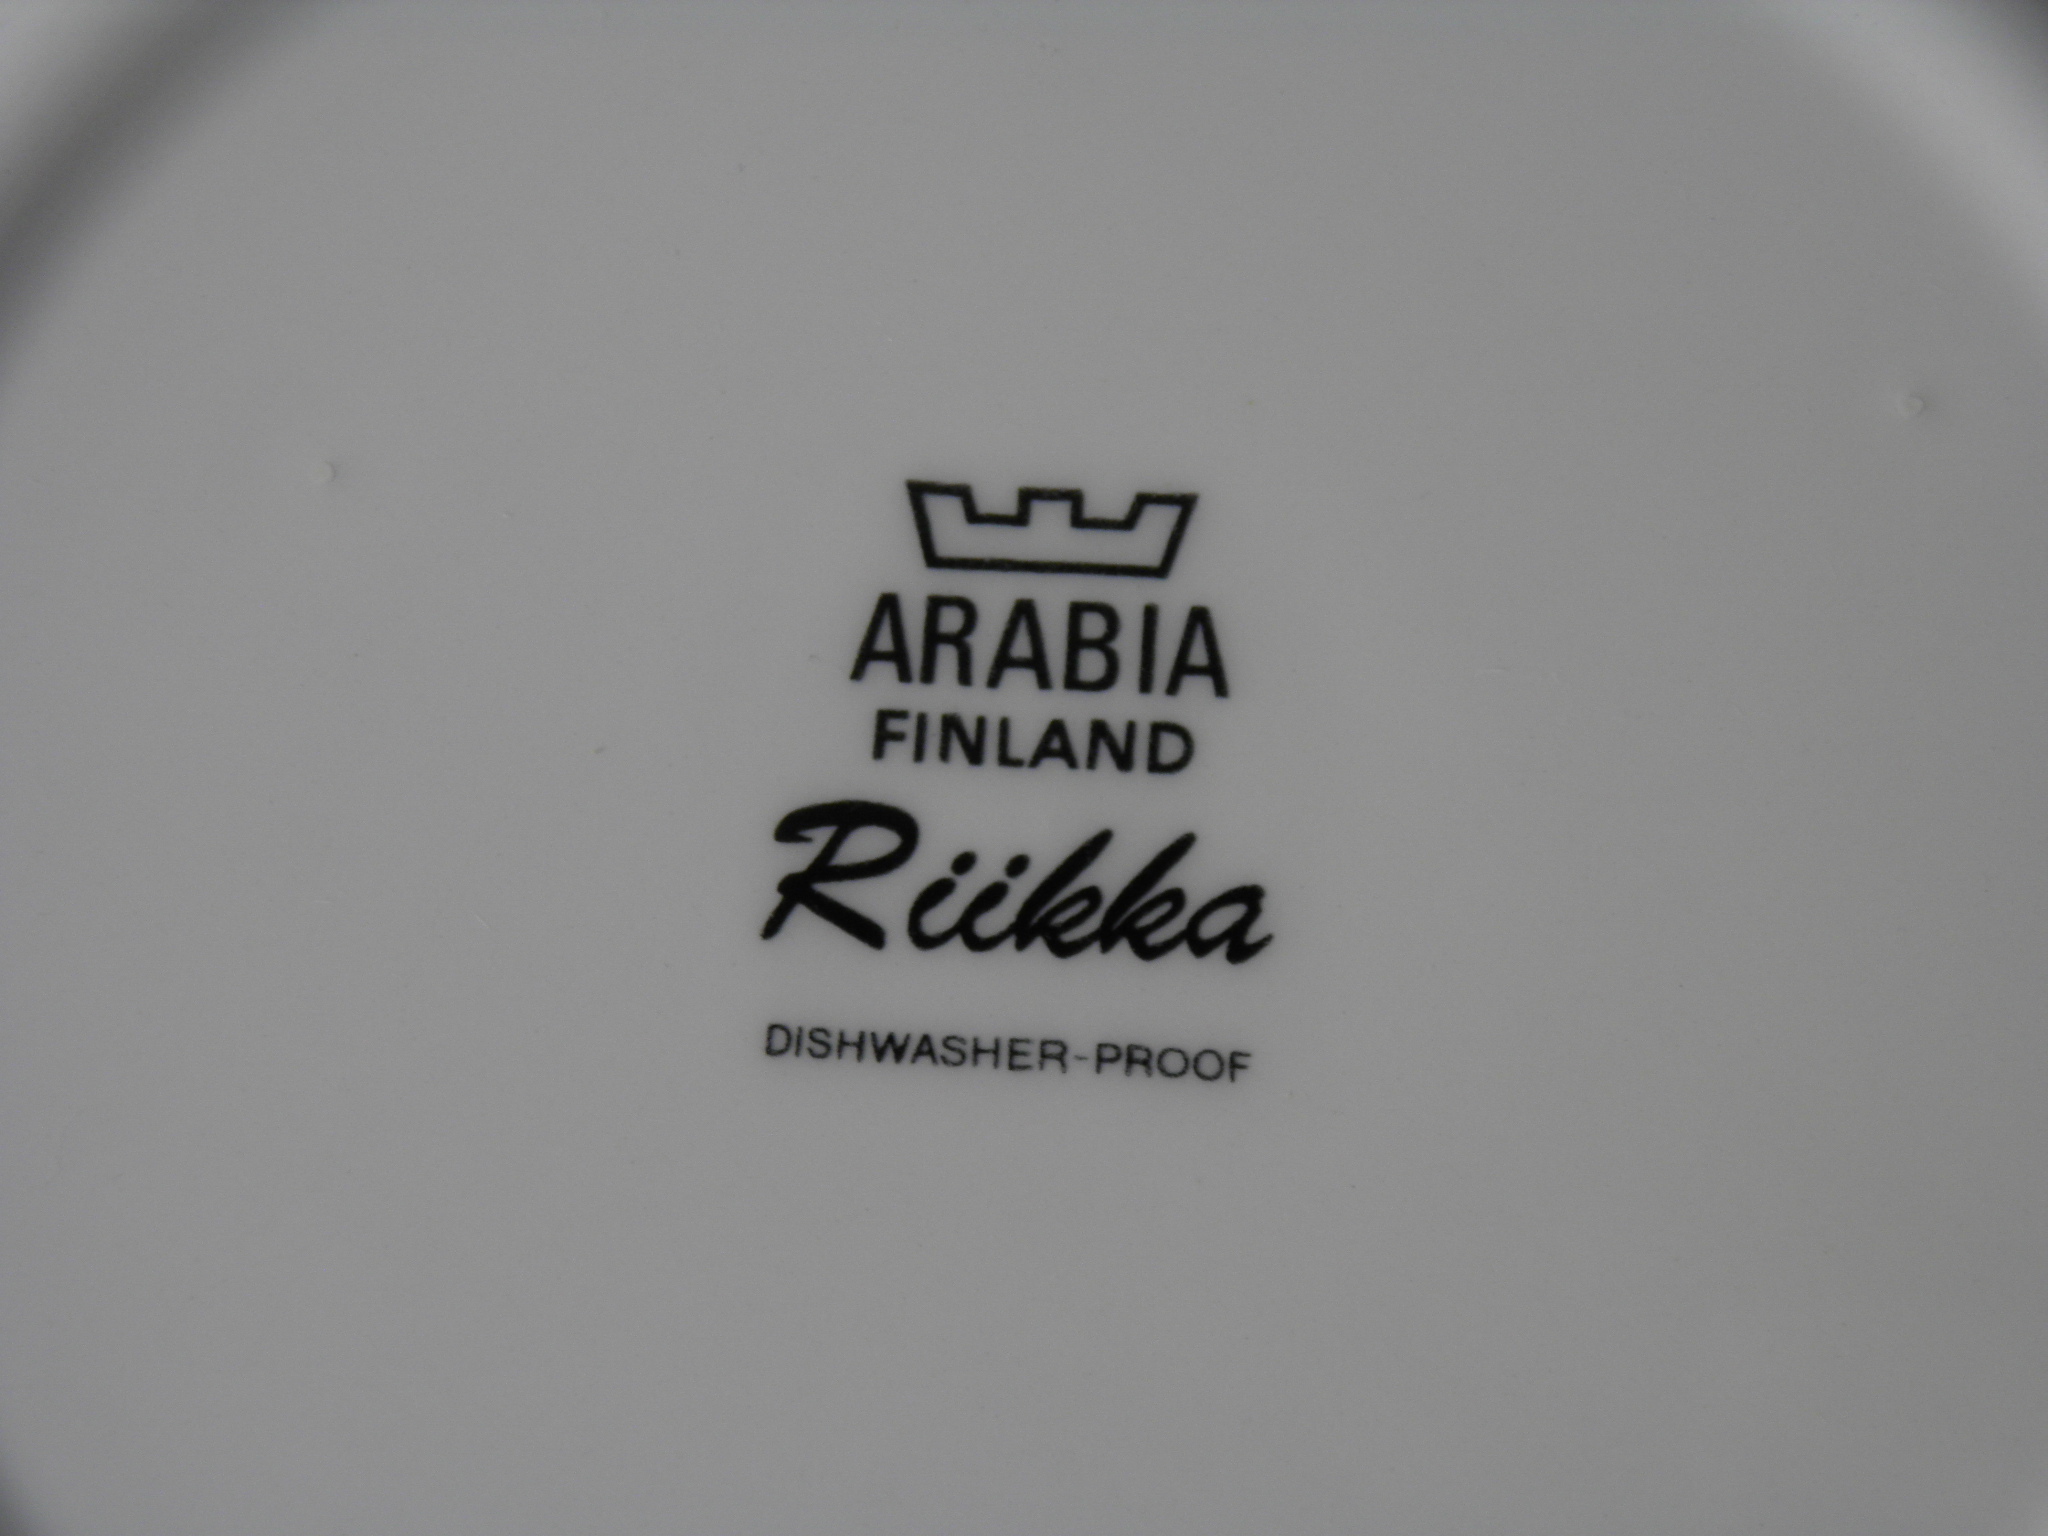 ARABIA
FINLAND
Riikka
DISHWASHER-PROOF